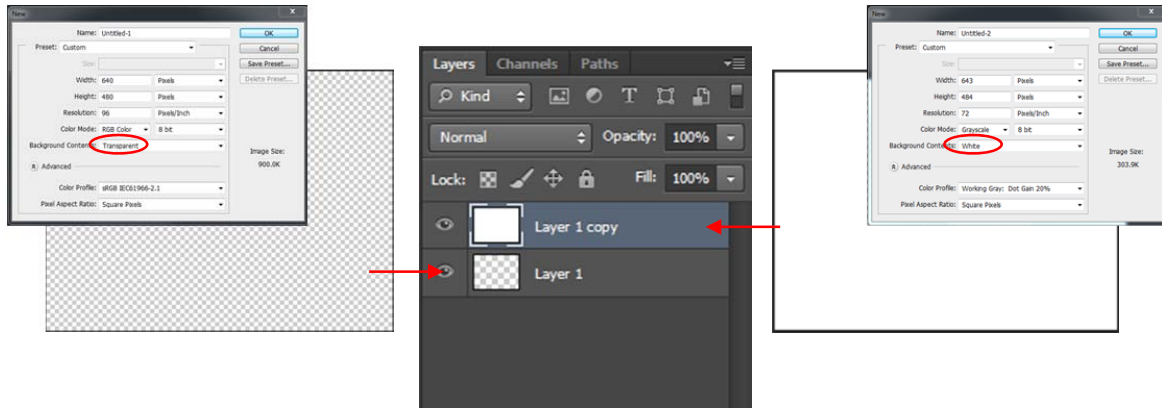 New
Name: Untitled-1
OK
Preset: Custom
Cancel
Size:
Save Preset...
Width: 640 Pixels
Delete Preset...
Height: 480 Pixels
Resolution: 96 Pixels/Inch
Color Mode: RGB Color 8 bit
Background Contents: Transparent
Image Size:
Advanced
900.0K
Color Profile: sRGB IEC61966-2.1
Pixel Aspect Ratio: Square Pixels
Layers Channels Paths
Kind
Normal Opacity: 100%
Lock: Fill: 100%
Layer 1 copy
Layer 1
New
Name: Untitled-2
OK
Preset: Custom
Cancel
Size:
Save Preset...
Width: 643 Pixels
Delete Preset...
Height: 484 Pixels
Resolution: 72 Pixels/Inch
Color Mode: Grayscale 8 bit
Background Contents: White
Image Size:
Advanced
303.9K
Color Profile: Working Gray: Dot Gain 20%
Pixel Aspect Ratio: Square Pixels